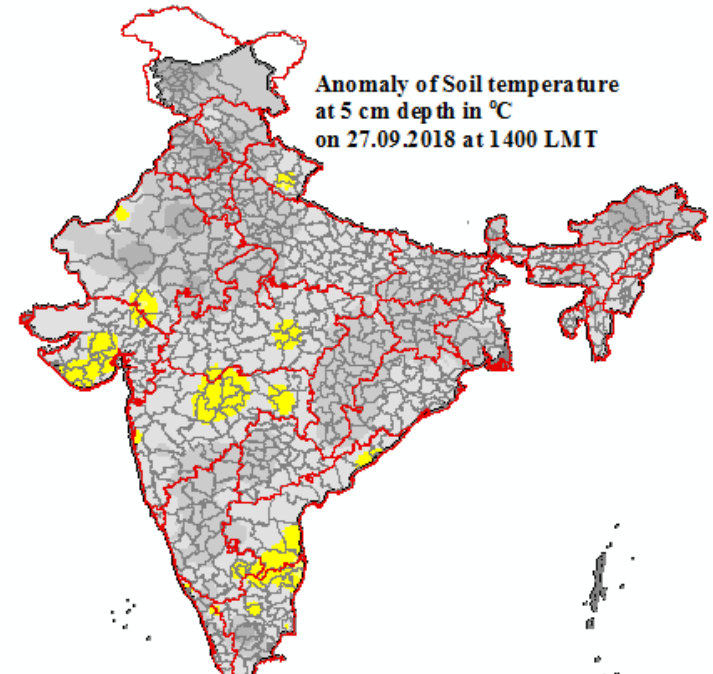 Anomaly of Soil temperature
at 5 cm depth in ⁰C
on 27.09.2018 at 1400 LMT